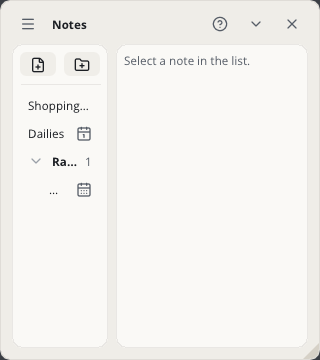 Notes
Select a note in the list.
Shopping...
Dailies
Ra... 1
...